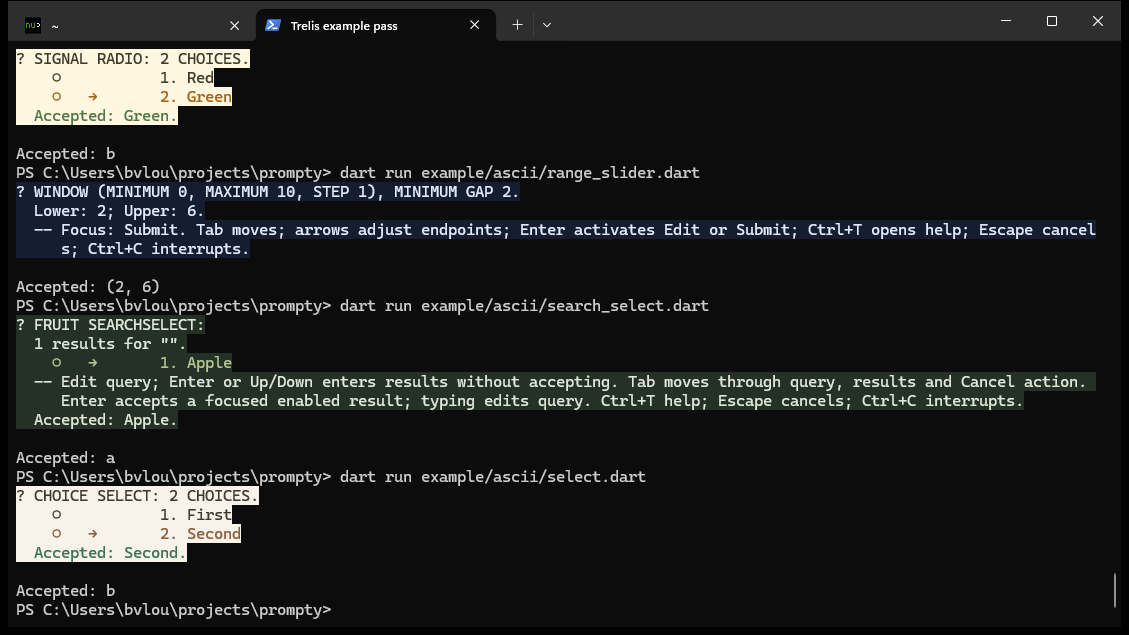 nu> ~
Trelis example pass
? SIGNAL RADIO: 2 CHOICES.
○ 1. Red
○ → 2. Green
Accepted: Green.
Accepted: b
PS C:\Users\bvlou\projects\prompty> dart run example/ascii/range_slider.dart
? WINDOW (MINIMUM 0, MAXIMUM 10, STEP 1), MINIMUM GAP 2.
Lower: 2; Upper: 6.
—— Focus: Submit. Tab moves; arrows adjust endpoints; Enter activates Edit or Submit; Ctrl+T opens help; Escape cancel
s; Ctrl+C interrupts.
Accepted: (2, 6)
PS C:\Users\bvlou\projects\prompty> dart run example/ascii/search_select.dart
? FRUIT SEARCHSELECT:
1 results for "".
○ → 1. Apple
—— Edit query; Enter or Up/Down enters results without accepting. Tab moves through query, results and Cancel action.
Enter accepts a focused enabled result; typing edits query. Ctrl+T help; Escape cancels; Ctrl+C interrupts.
Accepted: Apple.
Accepted: a
PS C:\Users\bvlou\projects\prompty> dart run example/ascii/select.dart
? CHOICE SELECT: 2 CHOICES.
○ 1. First
○ → 2. Second
Accepted: Second.
Accepted: b
PS C:\Users\bvlou\projects\prompty>